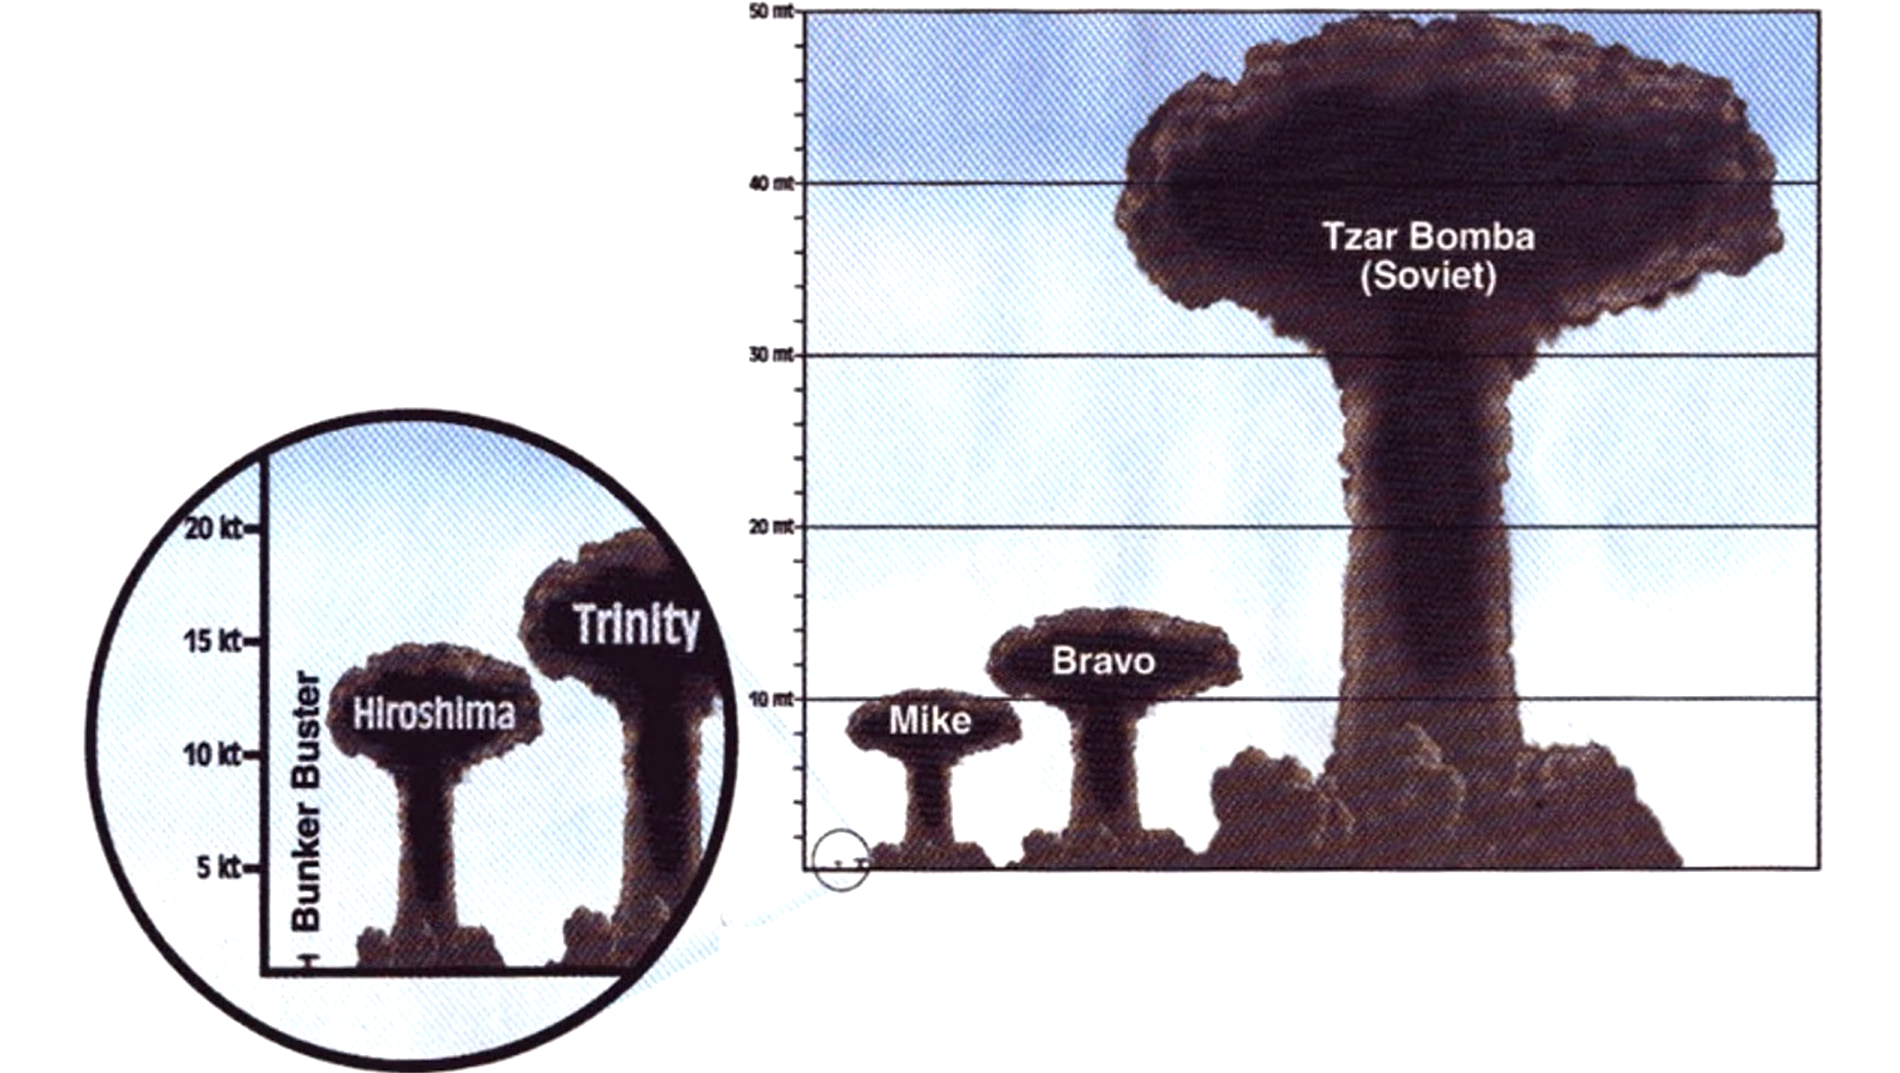 50 mt
40 mt
30 mt
20 mt
10 mt
Tzar Bomba
(Soviet)
Bravo
Mike
20 kt
15 kt
10 kt
5 kt
Bunker Buster
Hiroshima
Trinity